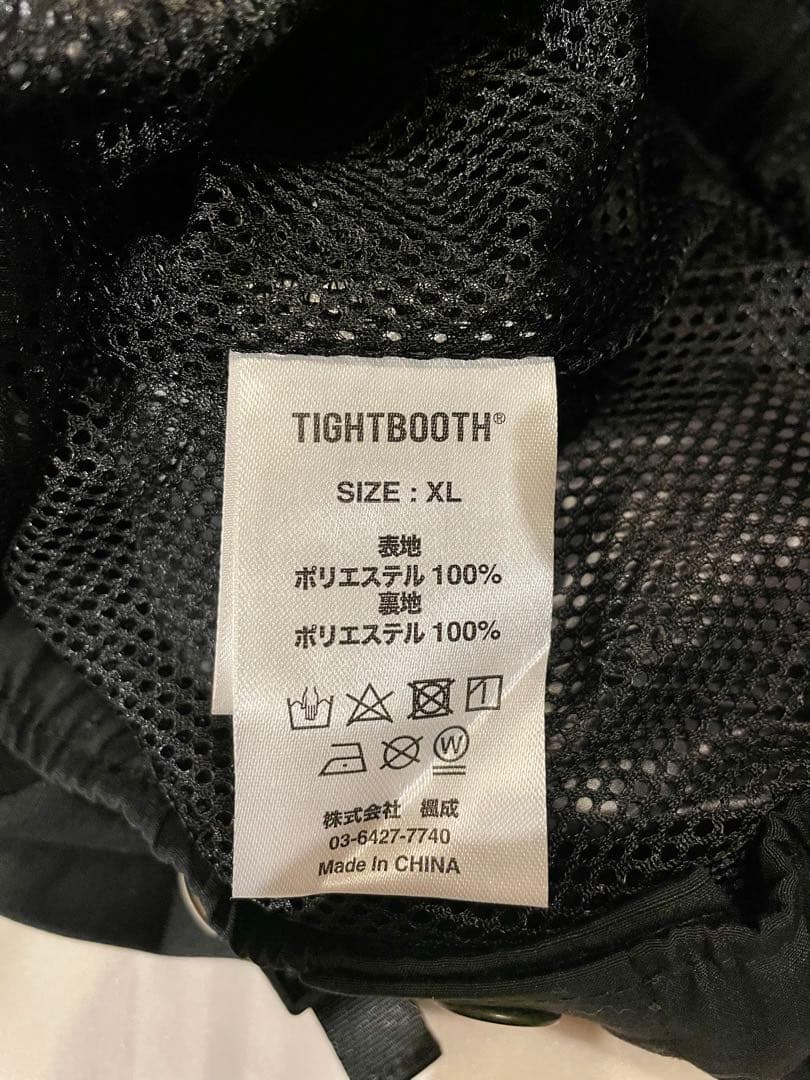 TIGHTBOOTH®
SIZE : XL
表地
ポリエステル 100%
裏地
ポリエステル 100%
W
株式会社 楓成
03-6427-7740
Made In CHINA